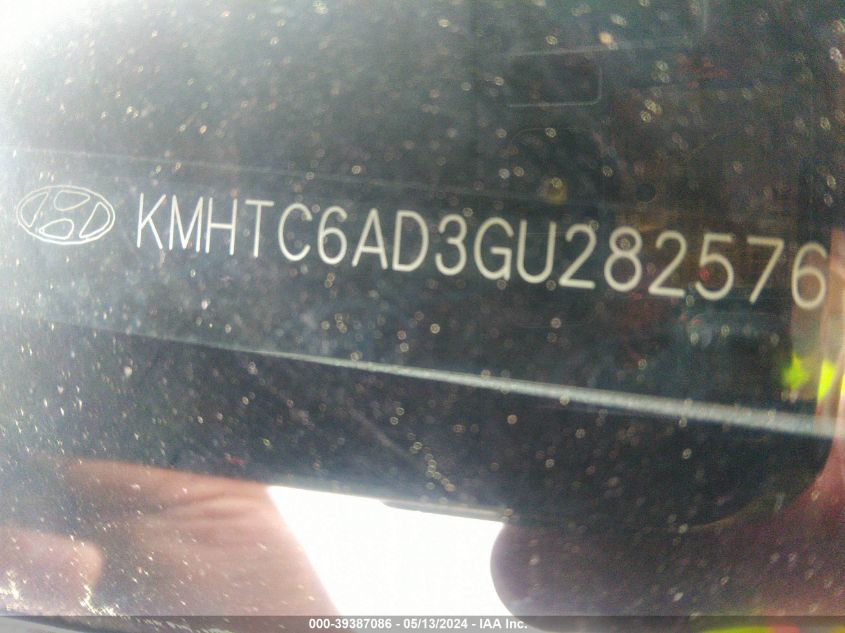 KMHTC6AD3GU282576
000-39387086 - 05/13/2024 - IAA Inc.